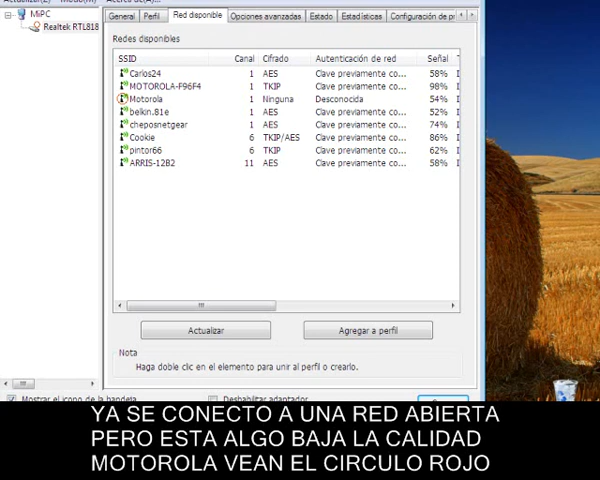 MiPC
Realtek RTL818
General Perfil Red disponible Opciones avanzadas Estado Estadísticas Configuración de pr
Redes disponibles
SSID Canal Cifrado Autenticación de red Señal
Carlos24 1 AES Clave previamente co... 58%
MOTOROLA-F96F4 1 TKIP Clave previamente co... 98%
Motorola 1 Ninguna Desconocida 54%
belkin.81e 1 AES Clave previamente co... 52%
cheposnetgear 1 AES Clave previamente co... 74%
Cookie 6 TKIP/AES Clave previamente co... 86%
pintor66 6 TKIP Clave previamente co... 62%
ARRIS-12B2 11 AES Clave previamente co... 58%
Actualizar Agregar a perfil
Nota
Haga doble clic en el elemento para unir al perfil o crearlo.
Mostrar el icono de la bandeja Deshabilitar adaptador
YA SE CONECTO A UNA RED ABIERTA
PERO ESTA ALGO BAJA LA CALIDAD
MOTOROLA VEAN EL CIRCULO ROJO